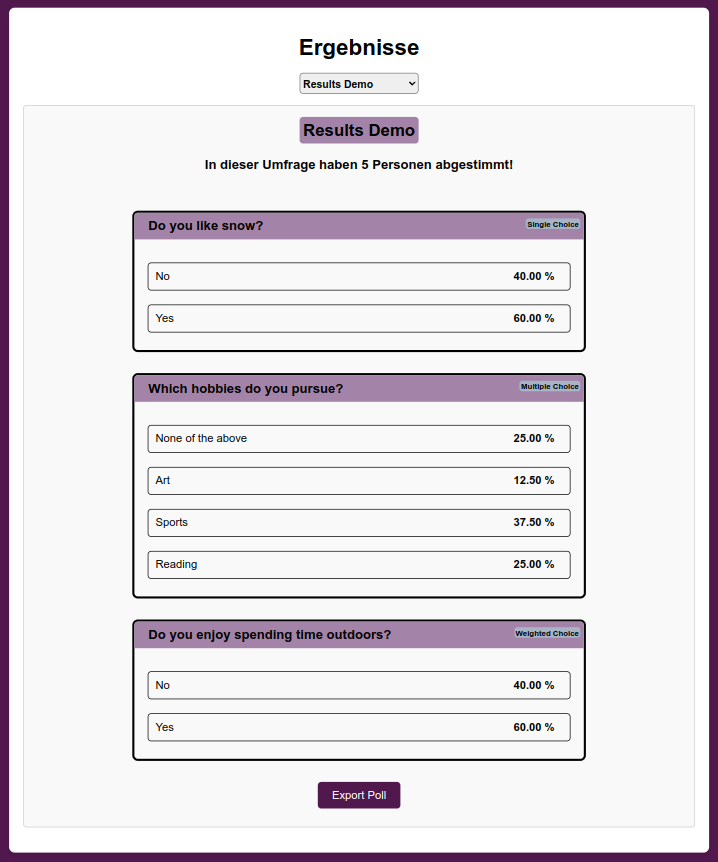 Ergebnisse
Results Demo
Results Demo
In dieser Umfrage haben 5 Personen abgestimmt!
Do you like snow? Single Choice
No 40.00 %
Yes 60.00 %
Which hobbies do you pursue? Multiple Choice
None of the above 25.00 %
Art 12.50 %
Sports 37.50 %
Reading 25.00 %
Do you enjoy spending time outdoors? Weighted Choice
No 40.00 %
Yes 60.00 %
Export Poll